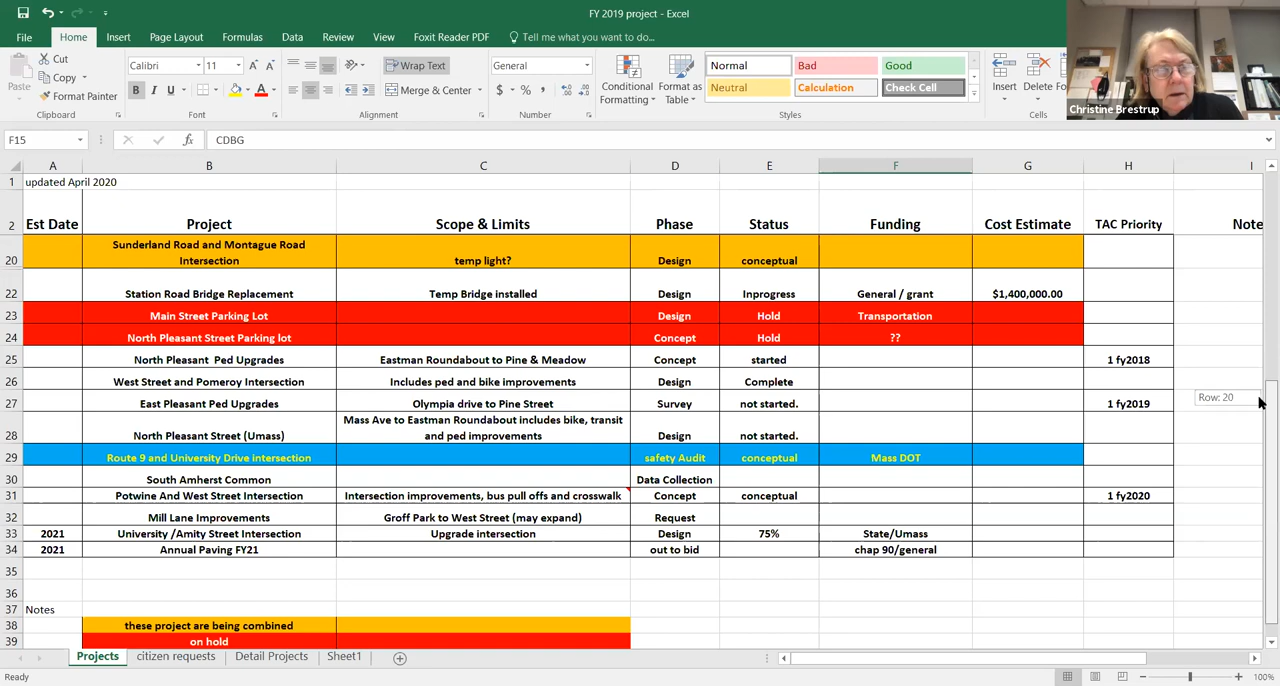 FY 2019 project - Excel
File Home Insert Page Layout Formulas Data Review View Foxit Reader PDF Tell me what you want to do...
Paste
Cut
Copy
Format Painter
Calibri 11
B I U
Wrap Text
Merge & Center
General
$ % ,
Conditional Formatting
Format as Table
Normal Bad Good
Neutral Calculation Check Cell
Insert Delete Fo
Clipboard Font Alignment Number Styles Cells
Christine Brestrup
F15 fx CDBG
A B C D E F G H I
1 updated April 2020
2 Est Date Project Scope & Limits Phase Status Funding Cost Estimate TAC Priority Note
20 Sunderland Road and Montague Road Intersection temp light? Design conceptual
22 Station Road Bridge Replacement Temp Bridge installed Design Inprogress General / grant $1,400,000.00
23 Main Street Parking Lot Design Hold Transportation
24 North Pleasant Street Parking lot Concept Hold ??
25 North Pleasant Ped Upgrades Eastman Roundabout to Pine & Meadow Concept started 1 fy2018
26 West Street and Pomeroy Intersection Includes ped and bike improvements Design Complete
27 East Pleasant Ped Upgrades Olympia drive to Pine Street Survey not started. 1 fy2019
Row: 20
28 North Pleasant Street (Umass) Mass Ave to Eastman Roundabout includes bike, transit and ped improvements Design not started.
29 Route 9 and University Drive intersection safety Audit conceptual Mass DOT
30 South Amherst Common Data Collection
31 Potwine And West Street Intersection Intersection improvements, bus pull offs and crosswalk Concept conceptual 1 fy2020
32 Mill Lane Improvements Groff Park to West Street (may expand) Request
33 2021 University /Amity Street Intersection Upgrade intersection Design 75% State/Umass
34 2021 Annual Paving FY21 out to bid chap 90/general
35
36
37 Notes
38 these project are being combined
39 on hold
Projects citizen requests Detail Projects Sheet1
Ready 100%